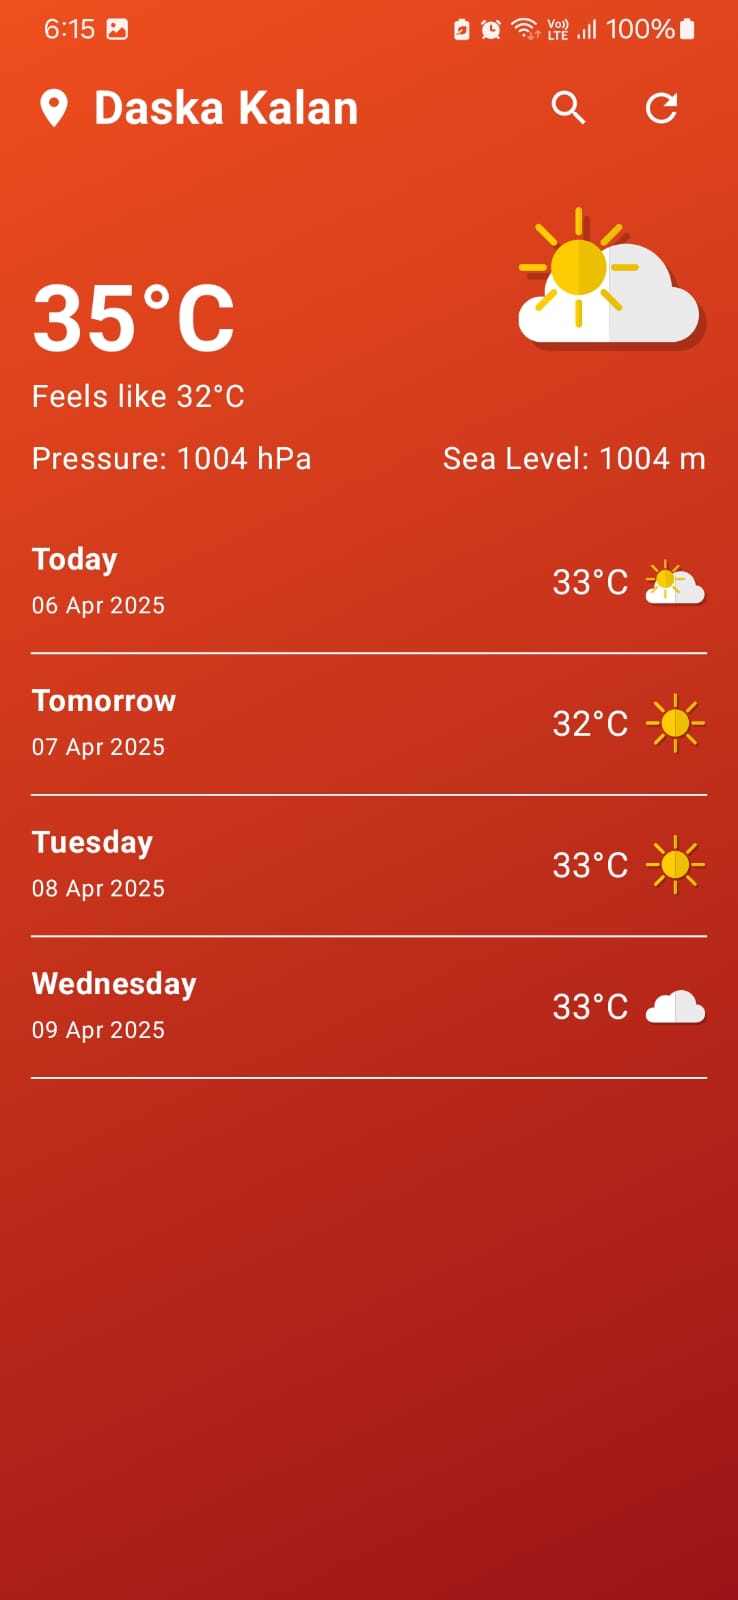 6:15 Vo)) LTE 100%
Daska Kalan
35°C
Feels like 32°C
Pressure: 1004 hPa Sea Level: 1004 m
Today
33°C
06 Apr 2025
Tomorrow
32°C
07 Apr 2025
Tuesday
33°C
08 Apr 2025
Wednesday
33°C
09 Apr 2025